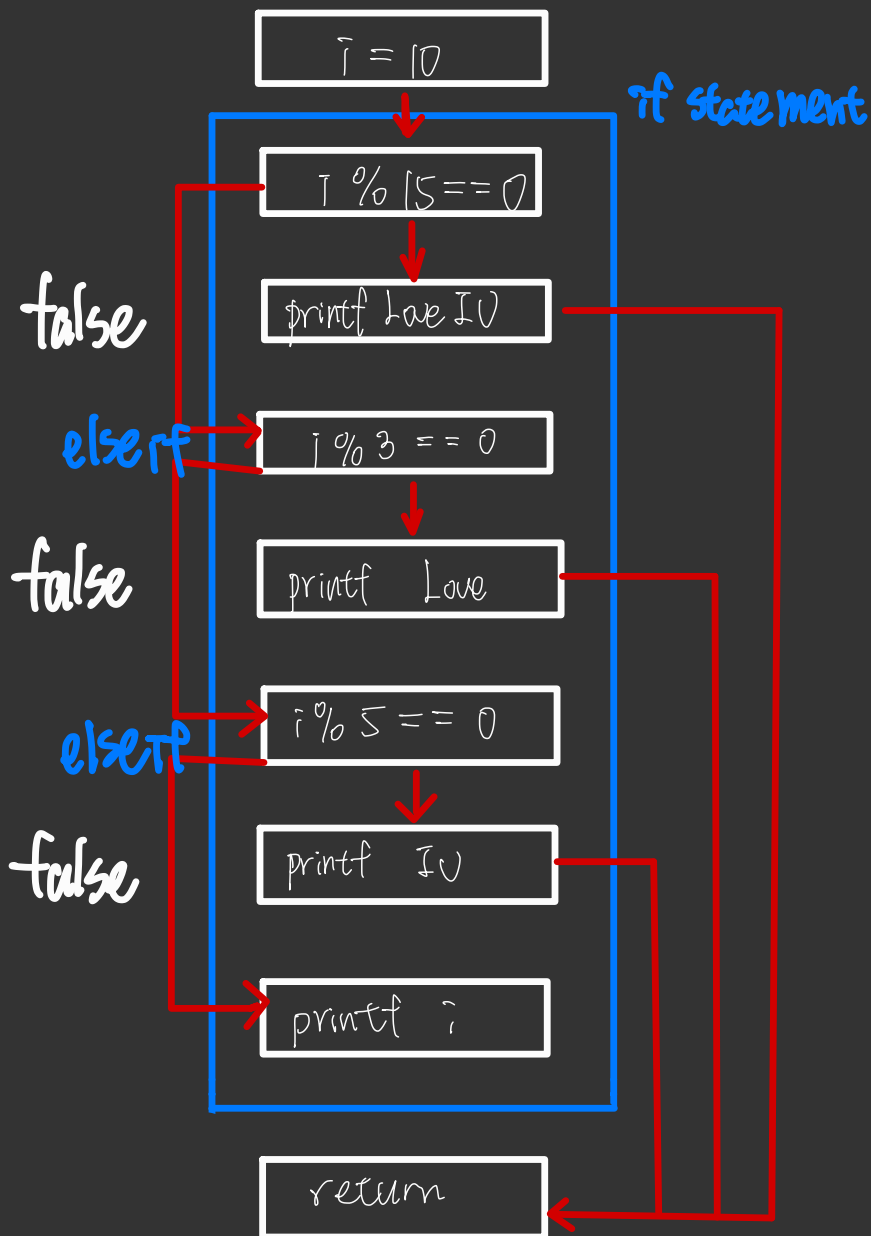 i = 10
if statement
i % 15 == 0
false
printf Love IU
else if
i % 3 == 0
false
printf Love
i % 5 == 0
else if
false
printf IU
printf i
return